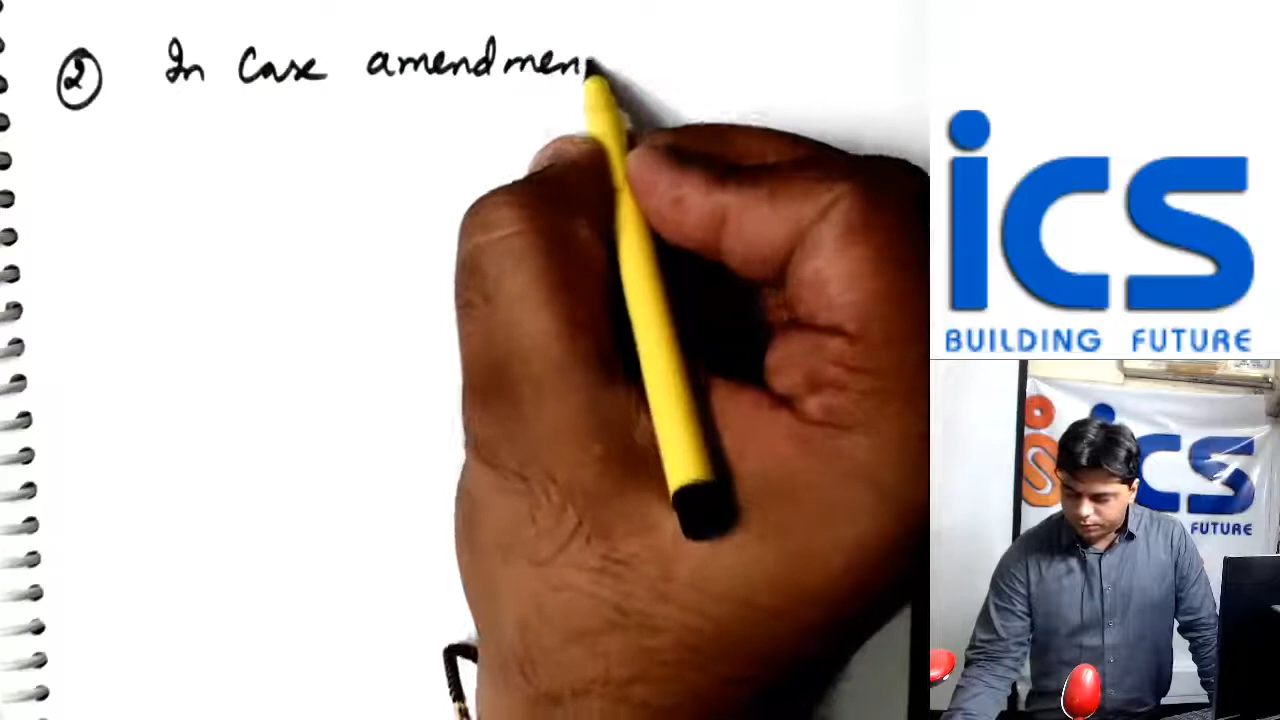 ② In Case amendmen
ics
BUILDING FUTURE
ics
FUTURE